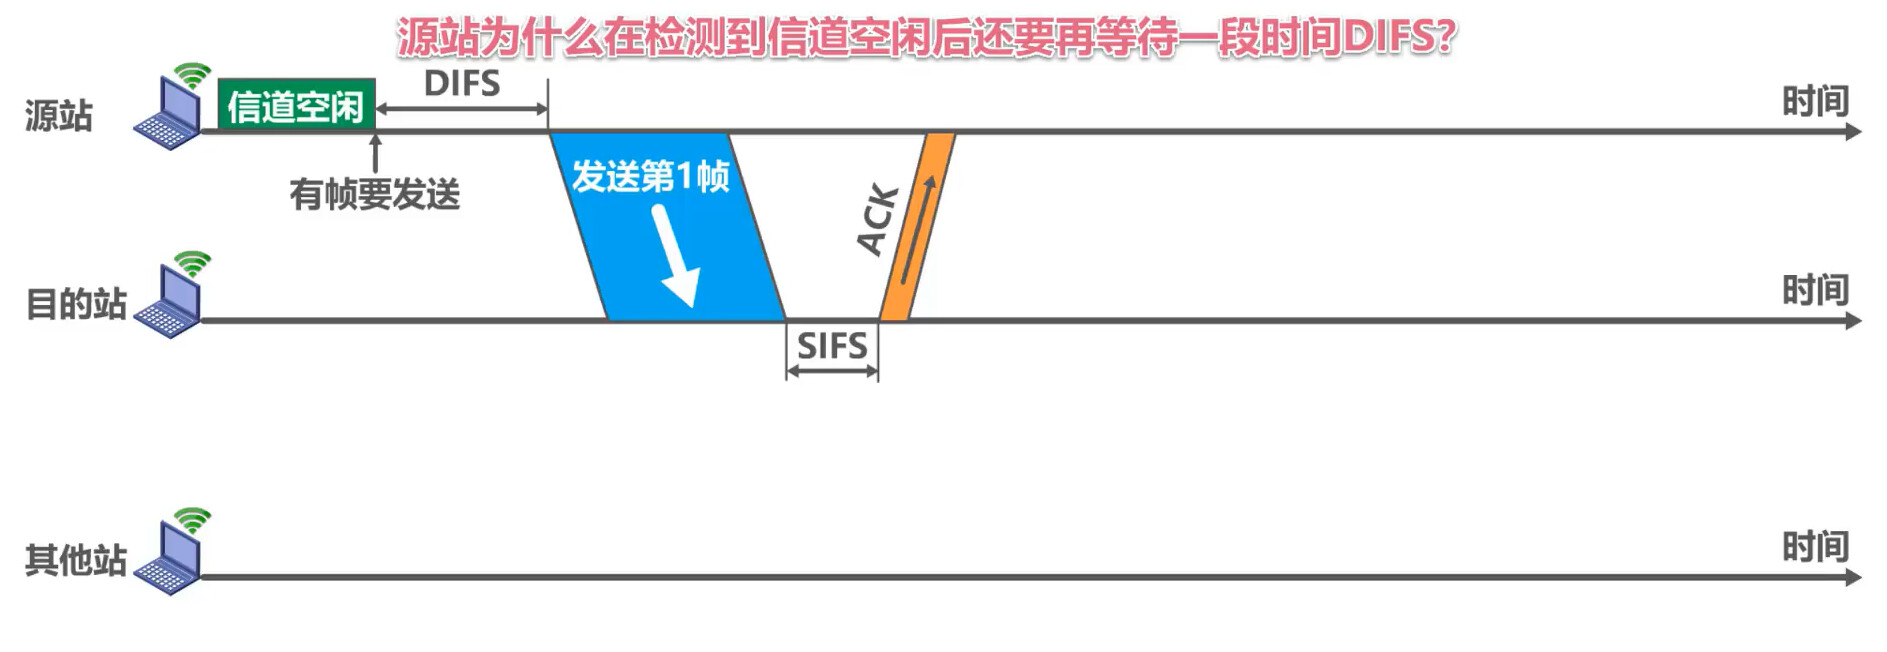 源站为什么在检测到信道空闲后还要再等待一段时间DIFS?
源站
信道空闲
DIFS
时间
有帧要发送
发送第1帧
ACK
目的站
时间
SIFS
其他站
时间